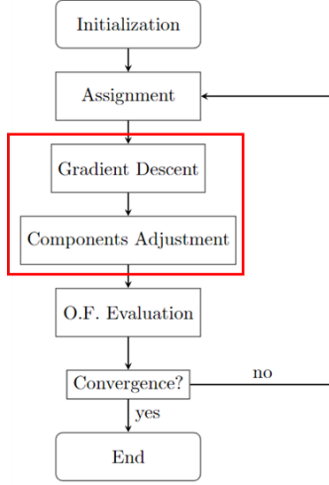 Initialization
Assignment
Gradient Descent
Components Adjustment
O.F. Evaluation
Convergence?
no
yes
End